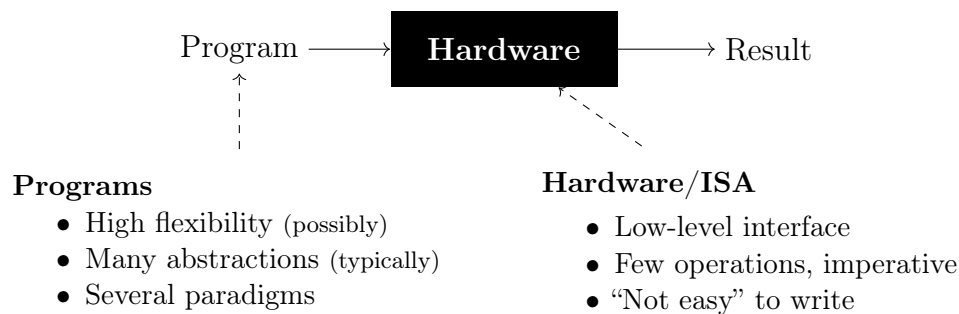 Program Hardware Result
Programs
• High flexibility (possibly)
• Many abstractions (typically)
• Several paradigms
Hardware/ISA
• Low-level interface
• Few operations, imperative
• “Not easy” to write